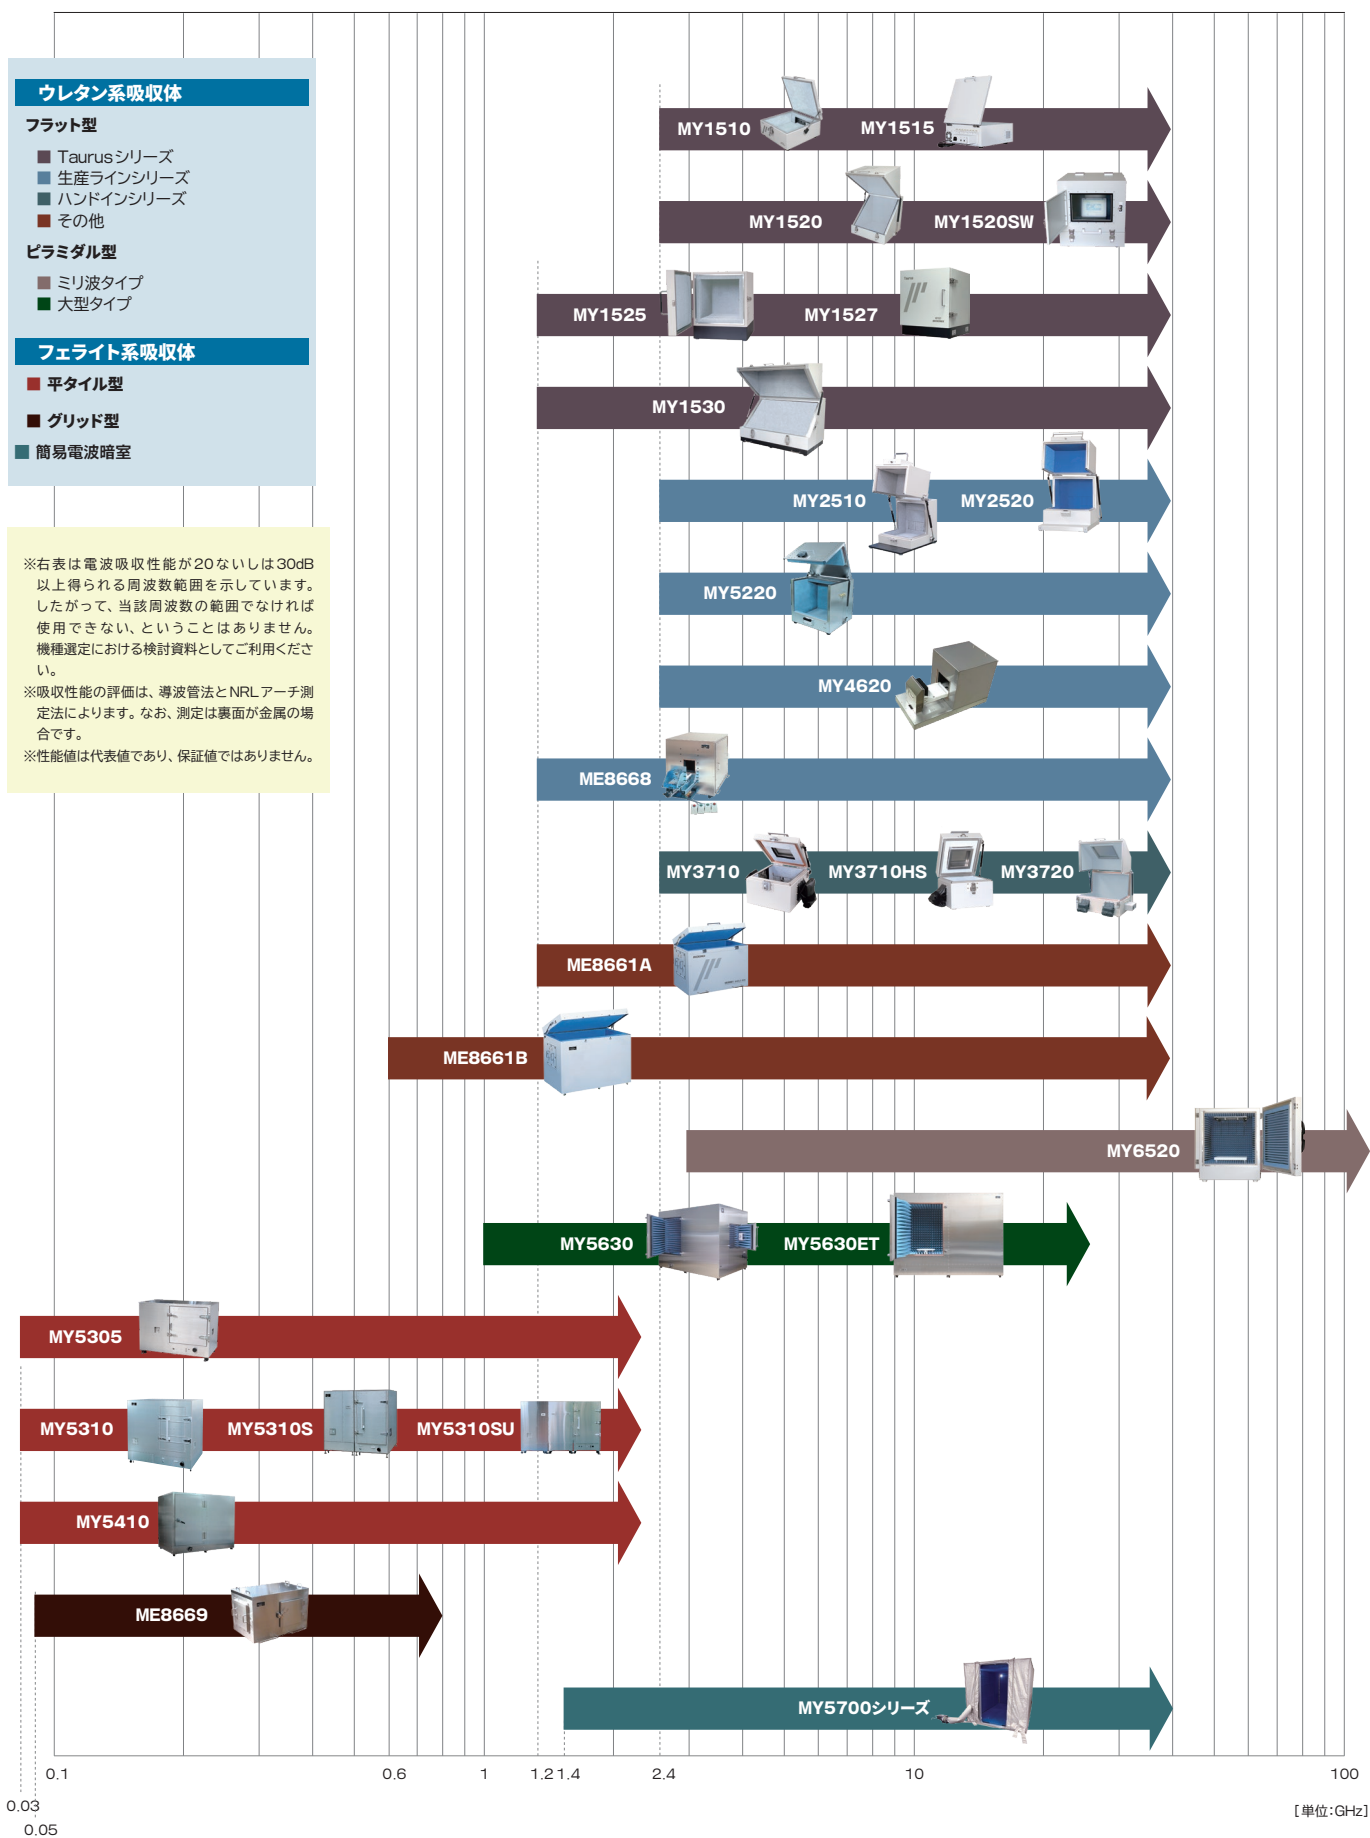 ウレタン系吸収体
フラット型
Taurusシリーズ
生産ラインシリーズ
ハンドインシリーズ
その他
ピラミダル型
ミリ波タイプ
大型タイプ
フェライト系吸収体
平タイル型
グリッド型
簡易電波暗室
※右表は電波吸収性能が20ないしは30dB
以上得られる周波数範囲を示しています。
したがって、当該周波数の範囲でなければ
使用できない、ということはありません。
機種選定における検討資料としてご利用くださ
い。
※吸収性能の評価は、導波管法とNRLアーチ測
定法によります。なお、測定は裏面が金属の場
合です。
※性能値は代表値であり、保証値ではありません。
MY1510 MY1515
MY1520 MY1520SW
MY1525 MY1527
MY1530
MY2510 MY2520
MY5220
MY4620
ME8668
MY3710 MY3710HS MY3720
ME8661A
ME8661B
MY6520
MY5630 MY5630ET
MY5305
MY5310 MY5310S MY5310SU
MY5410
ME8669
MY5700シリーズ
0.1 0.6 1 1.2 1.4 2.4 10 100
0.03
0.05
[単位:GHz]